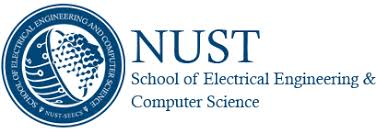 SCHOOL OF ELECTRICAL ENGINEERING AND COMPUTER SCIENCE
NUST-SEECS
NUST
School of Electrical Engineering &
Computer Science